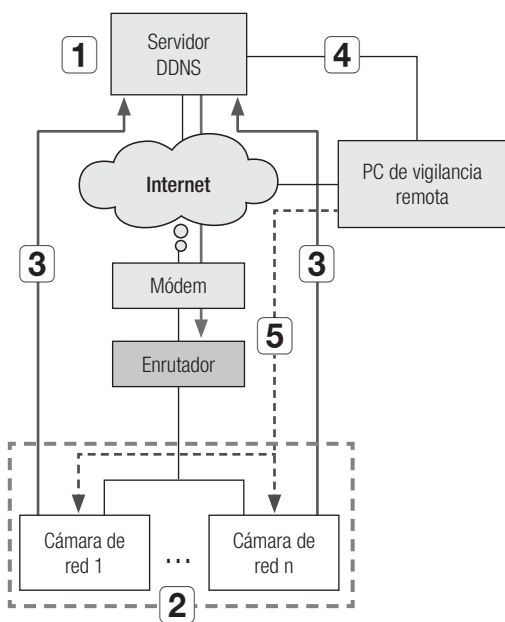 1
Servidor
DDNS
4
Internet
PC de vigilancia
remota
3
3
Módem
5
Enrutador
Cámara de
red 1
...
Cámara de
red n
2